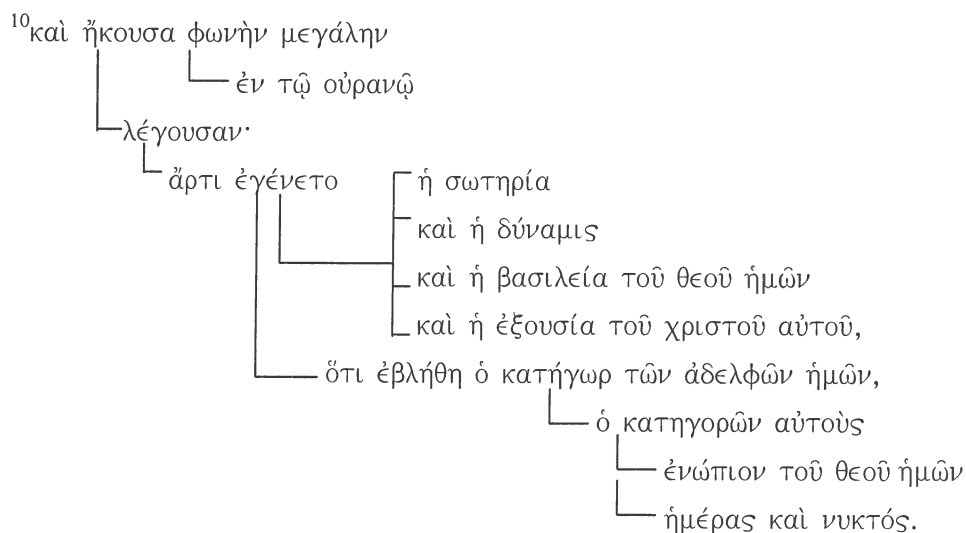 10καὶ ἤκουσα φωνὴν μεγάλην
ἐν τῷ οὐρανῷ
λέγουσαν·
ἄρτι ἐγένετο
ἡ σωτηρία
καὶ ἡ δύναμις
καὶ ἡ βασιλεία τοῦ θεοῦ ἡμῶν
καὶ ἡ ἐξουσία τοῦ χριστοῦ αὐτοῦ,
ὅτι ἐβλήθη ὁ κατήγωρ τῶν ἀδελφῶν ἡμῶν,
ὁ κατηγορῶν αὐτοὺς
ἐνώπιον τοῦ θεοῦ ἡμῶν
ἡμέρας καὶ νυκτός.